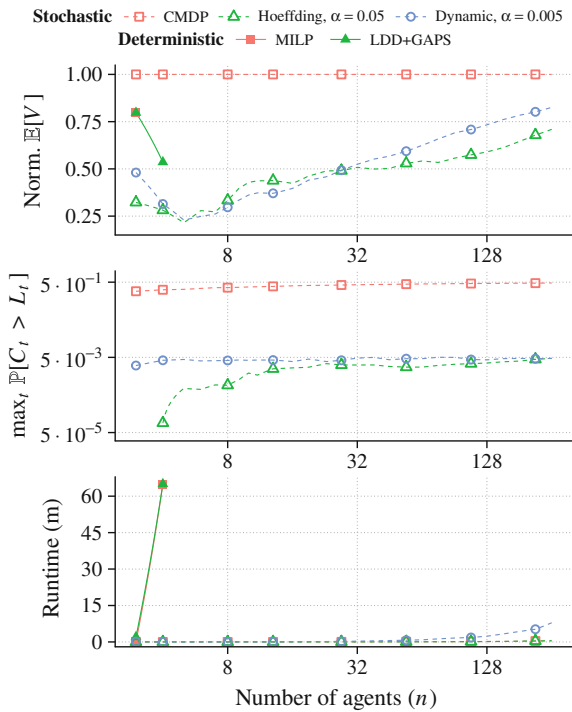 Stochastic CMDP Hoeffding, α = 0.05 Dynamic, α = 0.005
Deterministic MILP LDD+GAPS
Norm. 𝔼[V]
1.00
0.75
0.50
0.25
8 32 128
max_t ℙ[C_t > L_t]
5 · 10⁻¹
5 · 10⁻³
5 · 10⁻⁵
8 32 128
Runtime (m)
60
45
30
15
0
8 32 128
Number of agents (n)